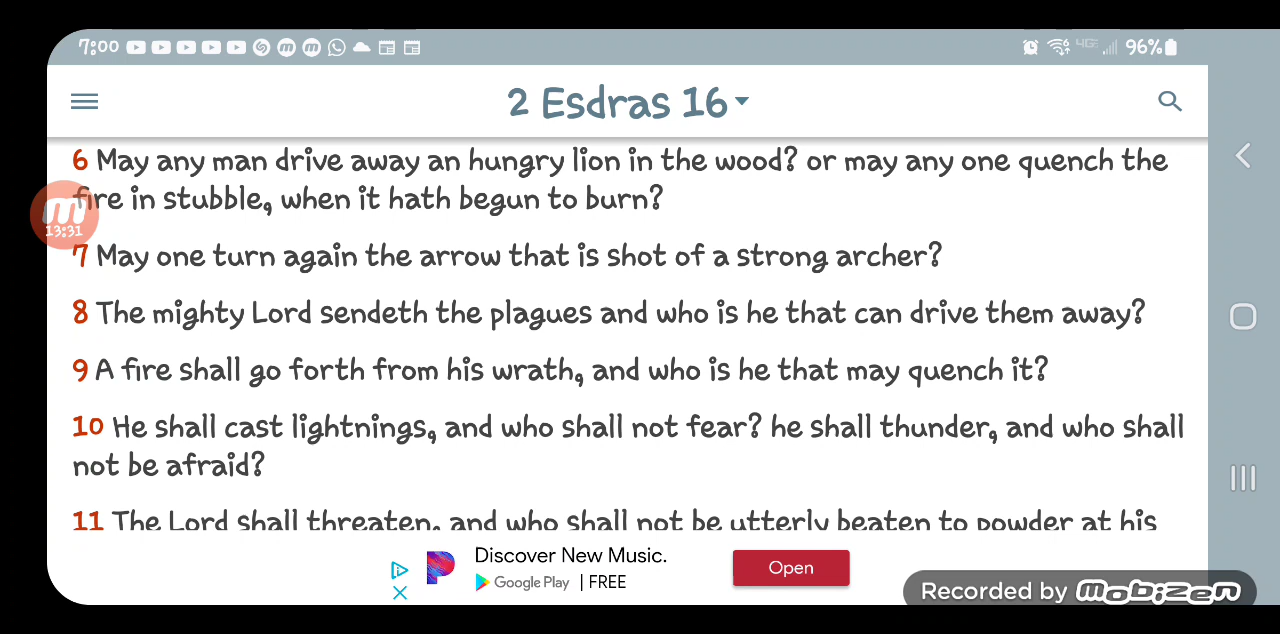 7:00 4GE 96%
2 Esdras 16
6 May any man drive away an hungry lion in the wood? or may any one quench the
fire in stubble, when it hath begun to burn?
m
13:31
7 May one turn again the arrow that is shot of a strong archer?
8 The mighty Lord sendeth the plagues and who is he that can drive them away?
9 A fire shall go forth from his wrath, and who is he that may quench it?
10 He shall cast lightnings, and who shall not fear? he shall thunder, and who shall
not be afraid?
11 The Lord shall threaten, and who shall not be utterly beaten to powder at his
Discover New Music.
Google Play | FREE
Open
Recorded by mobizen